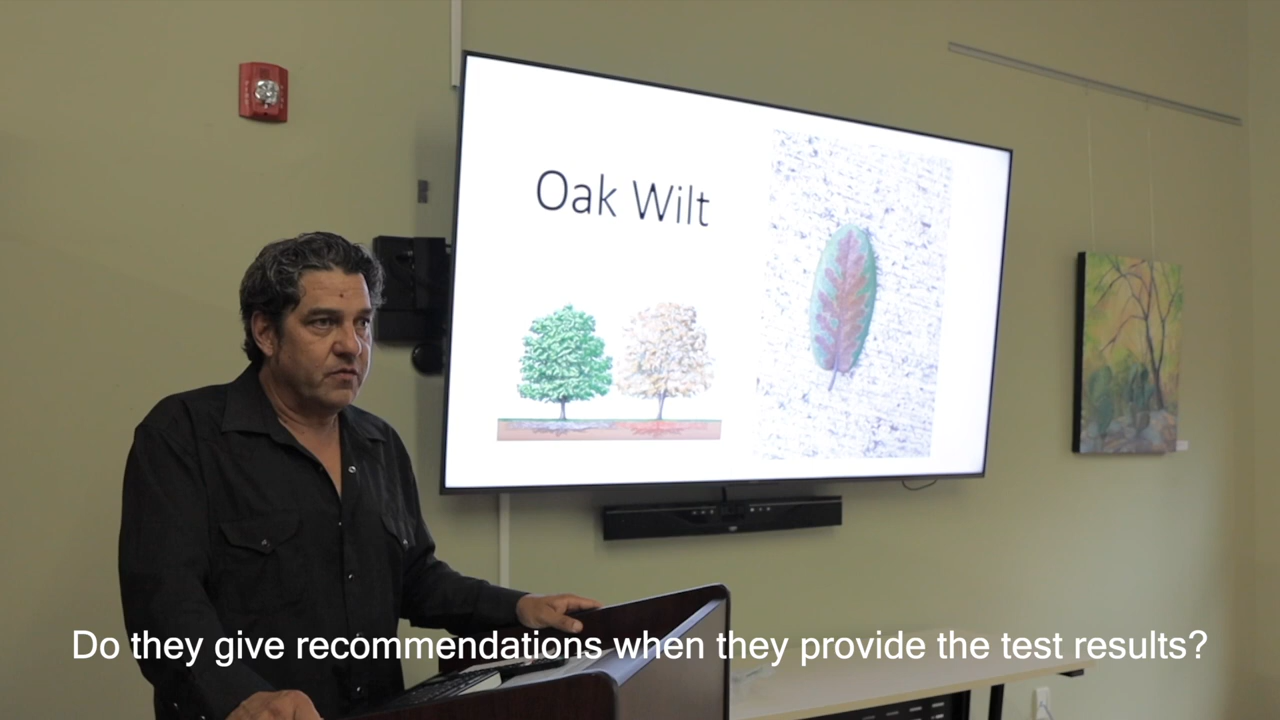 Oak Wilt
Do they give recommendations when they provide the test results?